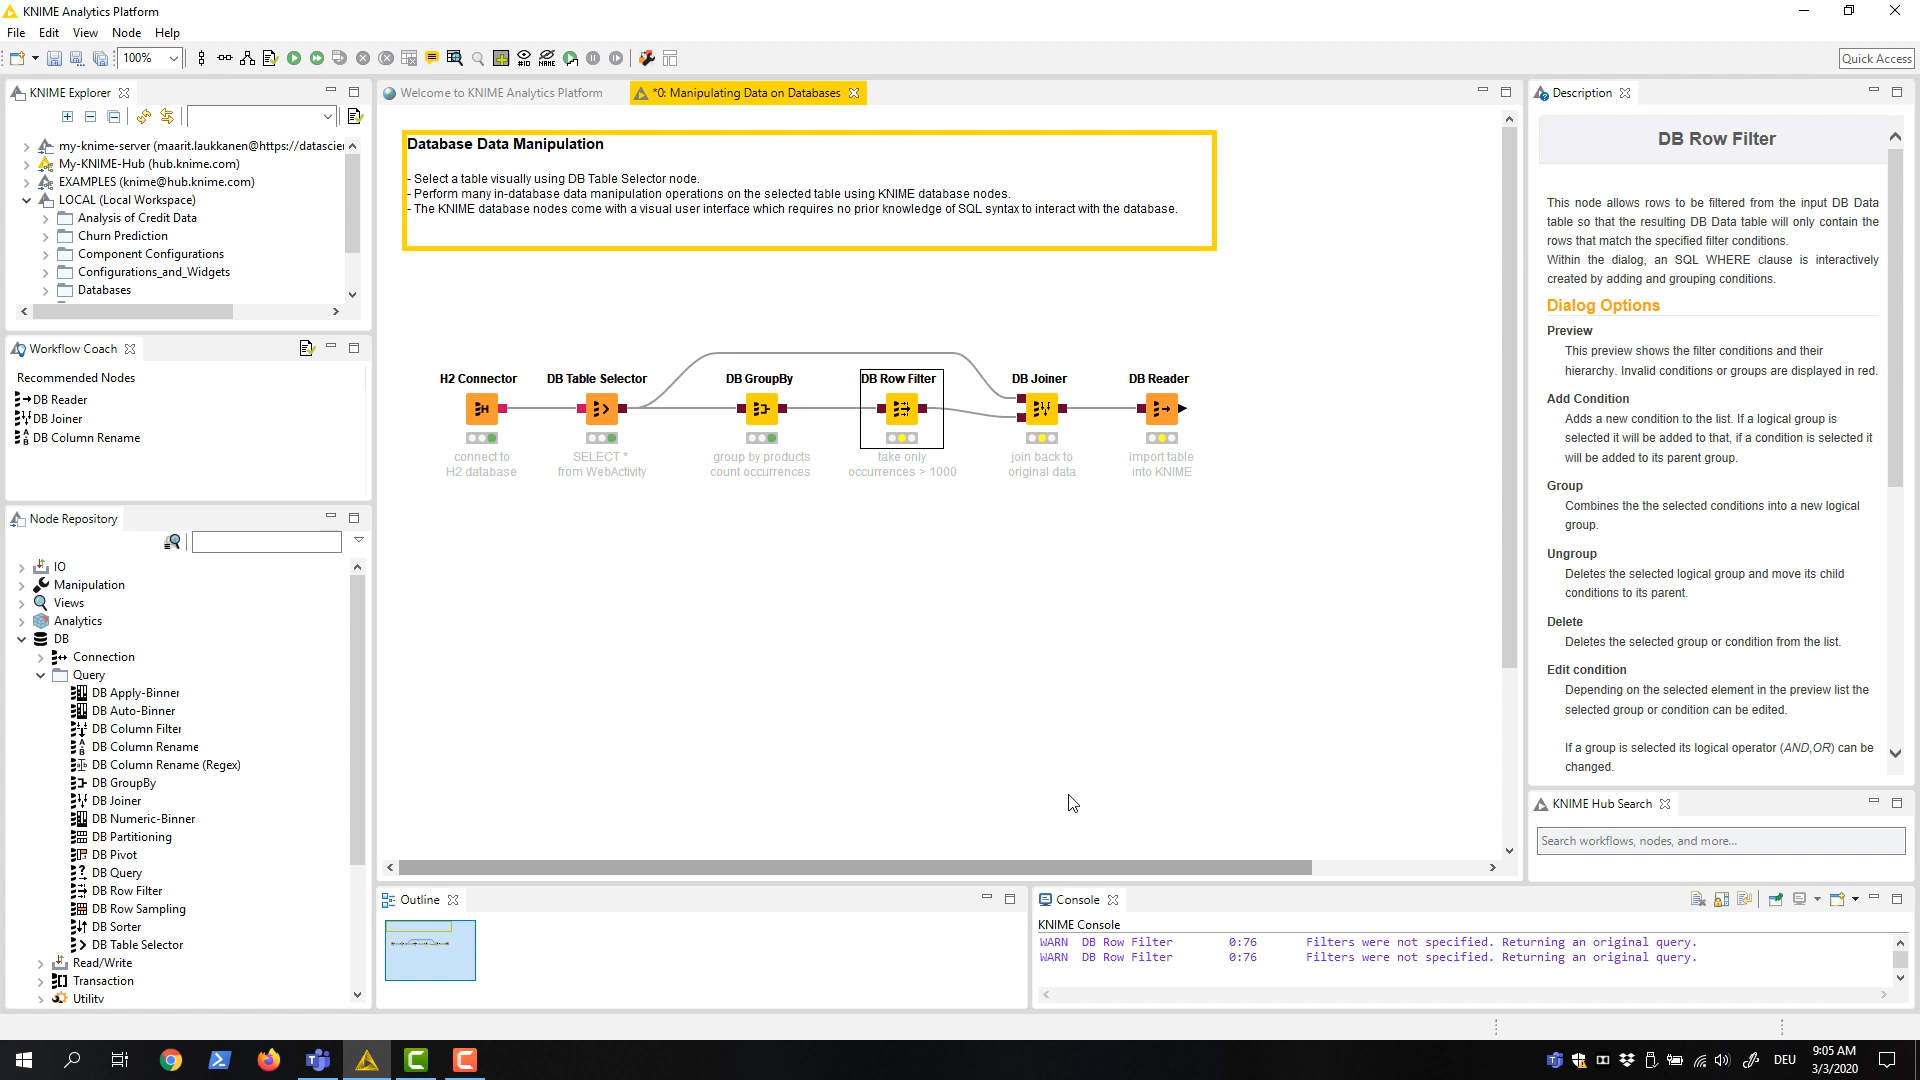 KNIME Analytics Platform
File Edit View Node Help
100%
Quick Access
KNIME Explorer
my-knime-server (maarit.laukkanen@https://datascie
My-KNIME-Hub (hub.knime.com)
EXAMPLES (knime@hub.knime.com)
LOCAL (Local Workspace)
Analysis of Credit Data
Churn Prediction
Component Configurations
Configurations_and_Widgets
Databases
Workflow Coach
Recommended Nodes
DB Reader
DB Joiner
DB Column Rename
Node Repository
IO
Manipulation
Views
Analytics
DB
Connection
Query
DB Apply-Binner
DB Auto-Binner
DB Column Filter
DB Column Rename
DB Column Rename (Regex)
DB GroupBy
DB Joiner
DB Numeric-Binner
DB Partitioning
DB Pivot
DB Query
DB Row Filter
DB Row Sampling
DB Sorter
DB Table Selector
Read/Write
Transaction
Utility
Welcome to KNIME Analytics Platform
*0: Manipulating Data on Databases
Database Data Manipulation
- Select a table visually using DB Table Selector node.
- Perform many in-database data manipulation operations on the selected table using KNIME database nodes.
- The KNIME database nodes come with a visual user interface which requires no prior knowledge of SQL syntax to interact with the database.
H2 Connector
connect to
H2 database
DB Table Selector
SELECT *
from WebActivity
DB GroupBy
group by products
count occurrences
DB Row Filter
take only
occurrences > 1000
DB Joiner
join back to
original data
DB Reader
import table
into KNIME
Outline
Console
KNIME Console
WARN DB Row Filter 0:76 Filters were not specified. Returning an original query.
WARN DB Row Filter 0:76 Filters were not specified. Returning an original query.
Description
DB Row Filter
This node allows rows to be filtered from the input DB Data
table so that the resulting DB Data table will only contain the
rows that match the specified filter conditions.
Within the dialog, an SQL WHERE clause is interactively
created by adding and grouping conditions.
Dialog Options
Preview
This preview shows the filter conditions and their
hierarchy. Invalid conditions or groups are displayed in red.
Add Condition
Adds a new condition to the list. If a logical group is
selected it will be added to that, if a condition is selected it
will be added to its parent group.
Group
Combines the the selected conditions into a new logical
group.
Ungroup
Deletes the selected logical group and move its child
conditions to its parent.
Delete
Deletes the selected group or condition from the list.
Edit condition
Depending on the selected element in the preview list the
selected group or condition can be edited.
If a group is selected its logical operator (AND,OR) can be
changed.
KNIME Hub Search
Search workflows, nodes, and more...
DEU
9:05 AM
3/3/2020